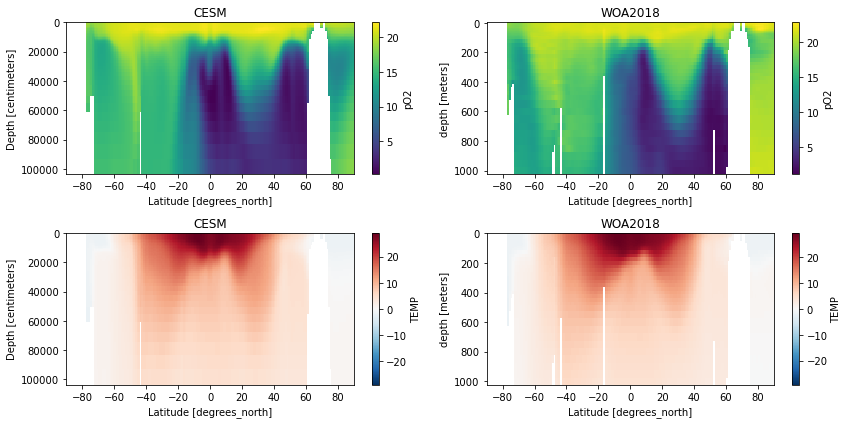 CESM
0
20000
40000
60000
80000
100000
Depth [centimeters]
−80 −60 −40 −20 0 20 40 60 80
Latitude [degrees_north]
20
15
10
5
pO2
WOA2018
0
200
400
600
800
1000
depth [meters]
−80 −60 −40 −20 0 20 40 60 80
Latitude [degrees_north]
20
15
10
5
pO2
CESM
0
20000
40000
60000
80000
100000
Depth [centimeters]
−80 −60 −40 −20 0 20 40 60 80
Latitude [degrees_north]
20
10
0
−10
−20
TEMP
WOA2018
0
200
400
600
800
1000
depth [meters]
−80 −60 −40 −20 0 20 40 60 80
Latitude [degrees_north]
20
10
0
−10
−20
TEMP